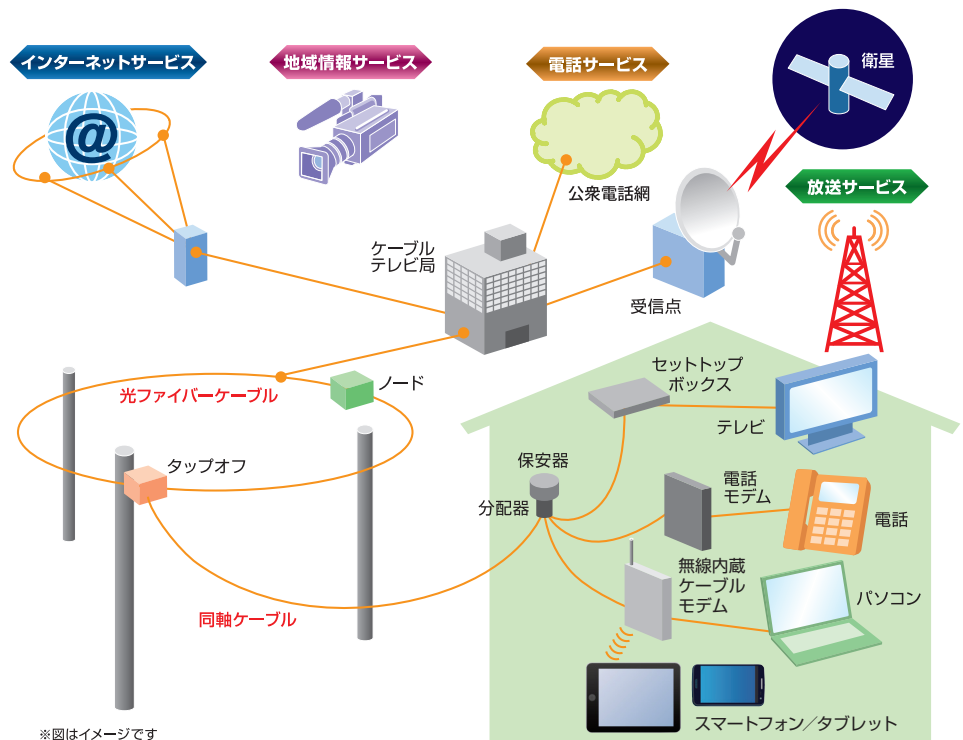 インターネットサービス
地域情報サービス
電話サービス
衛星
放送サービス
公衆電話網
ケーブル
テレビ局
受信点
光ファイバーケーブル
ノード
セットトップ
ボックス
テレビ
タップオフ
保安器
分配器
電話
モデム
電話
無線内蔵
ケーブル
モデム
パソコン
同軸ケーブル
スマートフォン/タブレット
※図はイメージです
@